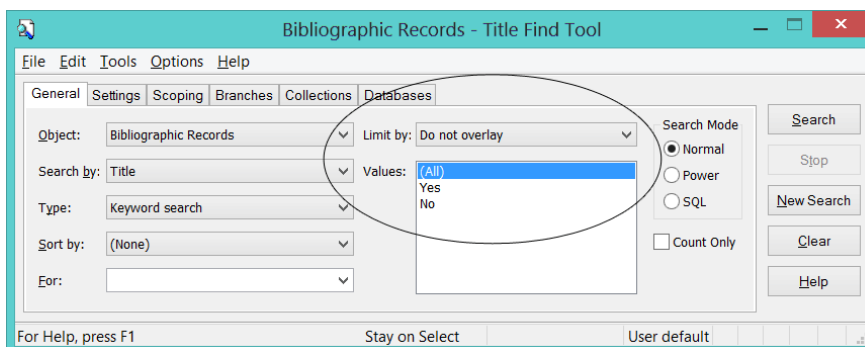 Bibliographic Records - Title Find Tool
File Edit Tools Options Help
General Settings Scoping Branches Collections Databases
Object: Bibliographic Records
Search by: Title
Type: Keyword search
Sort by: (None)
For:
Limit by: Do not overlay
Values: (All)
Yes
No
Search Mode
Normal
Power
SQL
Count Only
Search
Stop
New Search
Clear
Help
For Help, press F1 Stay on Select User default